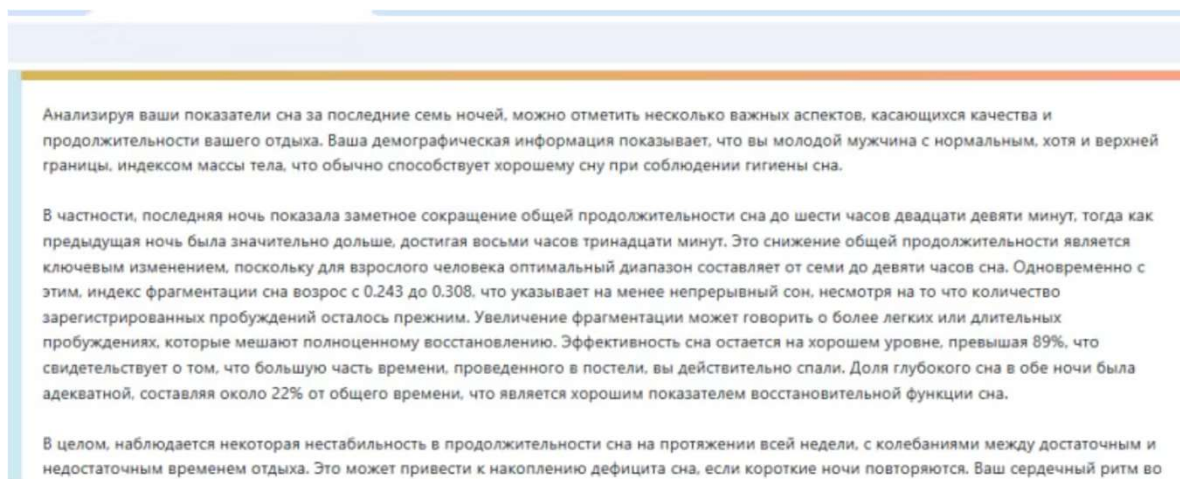 Анализируя ваши показатели сна за последние семь ночей, можно отметить несколько важных аспектов, касающихся качества и
продолжительности вашего отдыха. Ваша демографическая информация показывает, что вы молодой мужчина с нормальным, хотя и верхней
границы, индексом массы тела, что обычно способствует хорошему сну при соблюдении гигиены сна.
В частности, последняя ночь показала заметное сокращение общей продолжительности сна до шести часов двадцати девяти минут, тогда как
предыдущая ночь была значительно дольше, достигая восьми часов тринадцати минут. Это снижение общей продолжительности является
ключевым изменением, поскольку для взрослого человека оптимальный диапазон составляет от семи до девяти часов сна. Одновременно с
этим, индекс фрагментации сна возрос с 0.243 до 0.308, что указывает на менее непрерывный сон, несмотря на то что количество
зарегистрированных пробуждений осталось прежним. Увеличение фрагментации может говорить о более легких или длительных
пробуждениях, которые мешают полноценному восстановлению. Эффективность сна остается на хорошем уровне, превышая 89%, что
свидетельствует о том, что большую часть времени, проведенного в постели, вы действительно спали. Доля глубокого сна в обе ночи была
адекватной, составляя около 22% от общего времени, что является хорошим показателем восстановительной функции сна.
В целом, наблюдается некоторая нестабильность в продолжительности сна на протяжении всей недели, с колебаниями между достаточным и
недостаточным временем отдыха. Это может привести к накоплению дефицита сна, если короткие ночи повторяются. Ваш сердечный ритм во